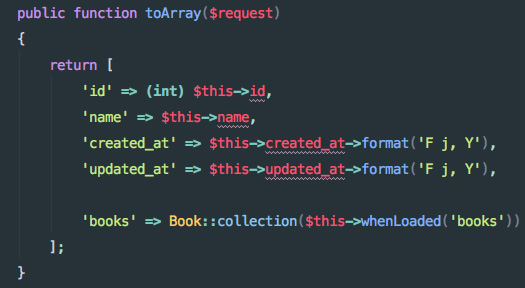 public function toArray($request)
{
    return [
        'id' => (int) $this->id,
        'name' => $this->name,
        'created_at' => $this->created_at->format('F j, Y'),
        'updated_at' => $this->updated_at->format('F j, Y'),

        'books' => Book::collection($this->whenLoaded('books'))
    ];
}